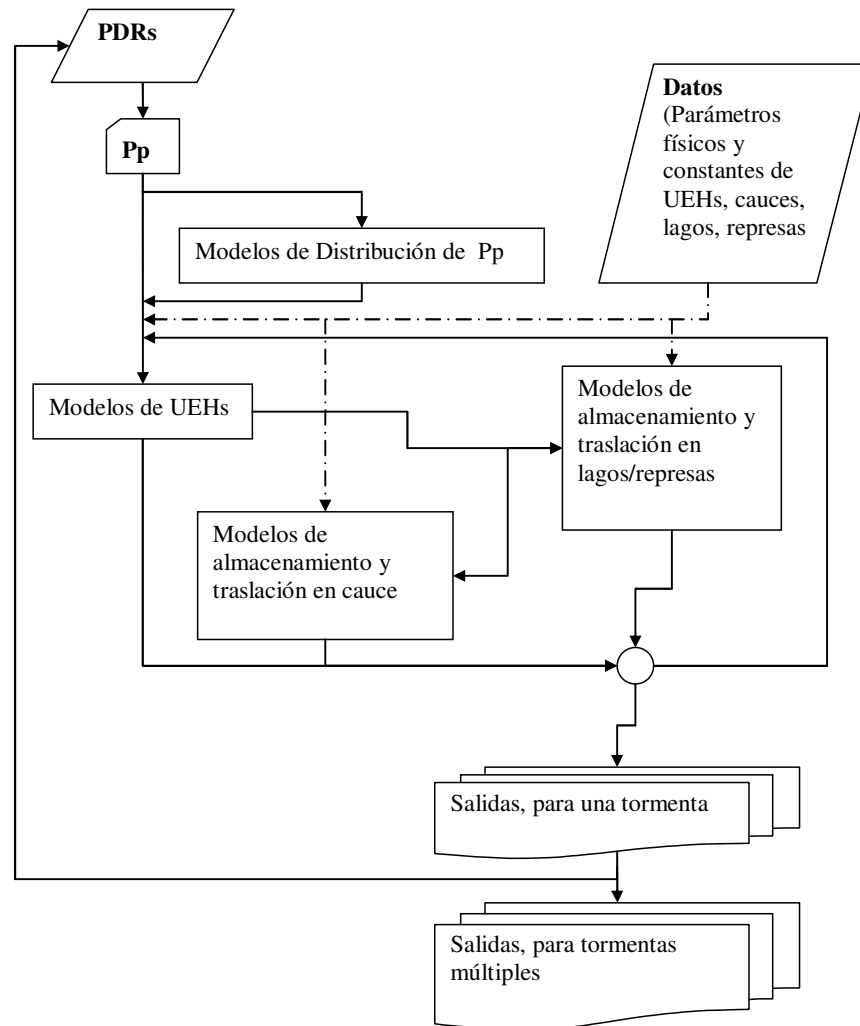 PDRs
Datos
(Parámetros
físicos y
constantes de
UEHs, cauces,
lagos, represas
Pp
Modelos de Distribución de Pp
Modelos de UEHs
Modelos de
almacenamiento y
traslación en
lagos/represas
Modelos de
almacenamiento y
traslación en cauce
Salidas, para una tormenta
Salidas, para tormentas
múltiples